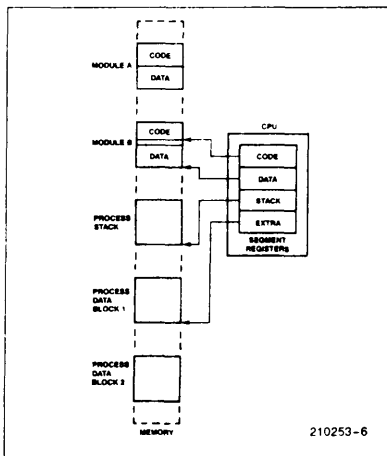 MODULE A
CODE
DATA
MODULE B
CODE
DATA
PROCESS
STACK
PROCESS
DATA
BLOCK 1
PROCESS
DATA
BLOCK 2
MEMORY
CPU
CODE
DATA
STACK
EXTRA
SEGMENT
REGISTERS
210253-6